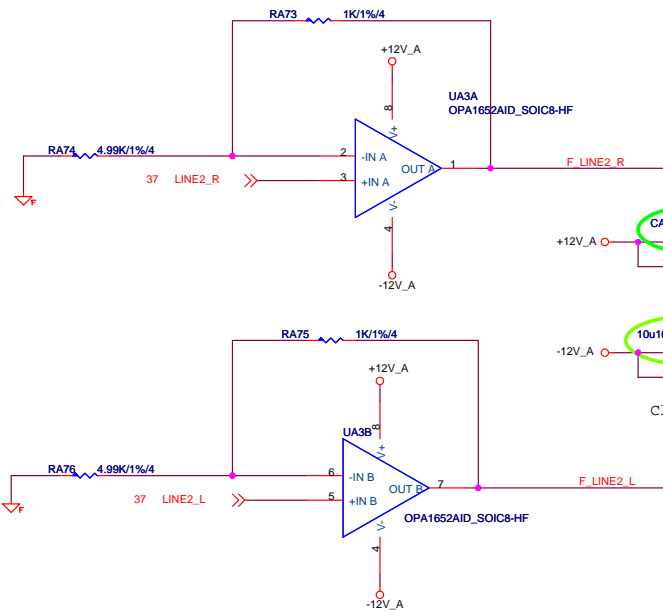 RA73 1K/1%/4
+12V_A
8
V+
UA3A
OPA1652AID_SOIC8-HF
RA74 4.99K/1%/4
2 -IN A
OUT A 1
F_LINE2_R
37 LINE2_R 3 +IN A
V-
4
-12V_A
F
CA
+12V_A
RA75 1K/1%/4
10u16
-12V_A
+12V_A
8
V+
UA3B
RA76 4.99K/1%/4
6 -IN B
OUT B 7
F_LINE2_L
37 LINE2_L 5 +IN B
OPA1652AID_SOIC8-HF
V-
4
-12V_A
F